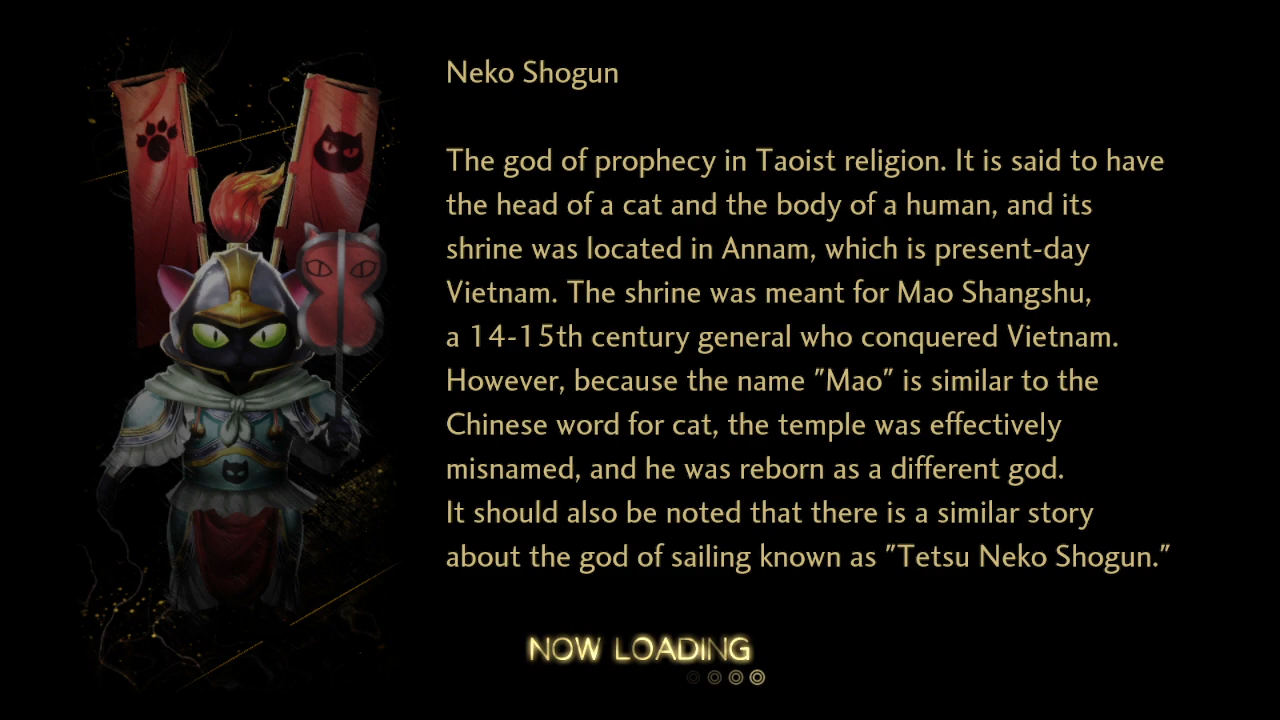 Neko Shogun
The god of prophecy in Taoist religion. It is said to have
the head of a cat and the body of a human, and its
shrine was located in Annam, which is present-day
Vietnam. The shrine was meant for Mao Shangshu,
a 14-15th century general who conquered Vietnam.
However, because the name "Mao" is similar to the
Chinese word for cat, the temple was effectively
misnamed, and he was reborn as a different god.
It should also be noted that there is a similar story
about the god of sailing known as "Tetsu Neko Shogun."
NOW LOADING